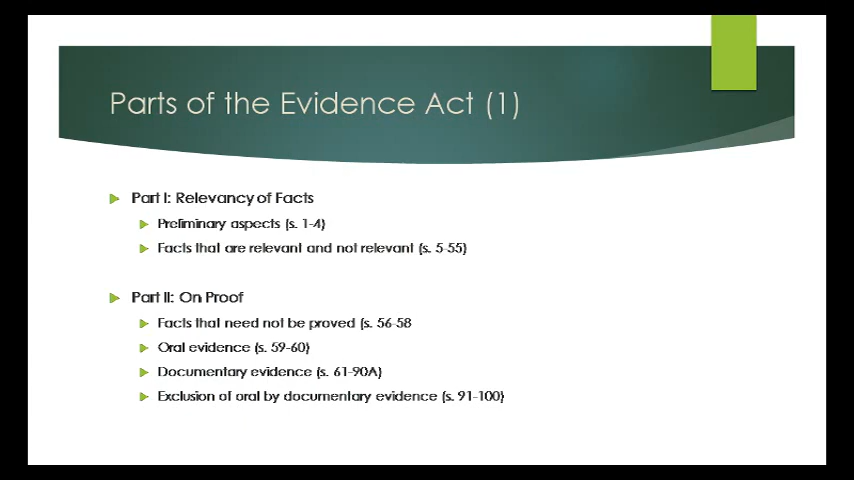 Parts of the Evidence Act (1)
Part I: Relevancy of Facts
Preliminary aspects (s. 1-4)
Facts that are relevant and not relevant (s. 5-55)
Part II: On Proof
Facts that need not be proved (s. 56-58
Oral evidence (s. 59-60)
Documentary evidence (s. 61-90A)
Exclusion of oral by documentary evidence (s. 91-100)